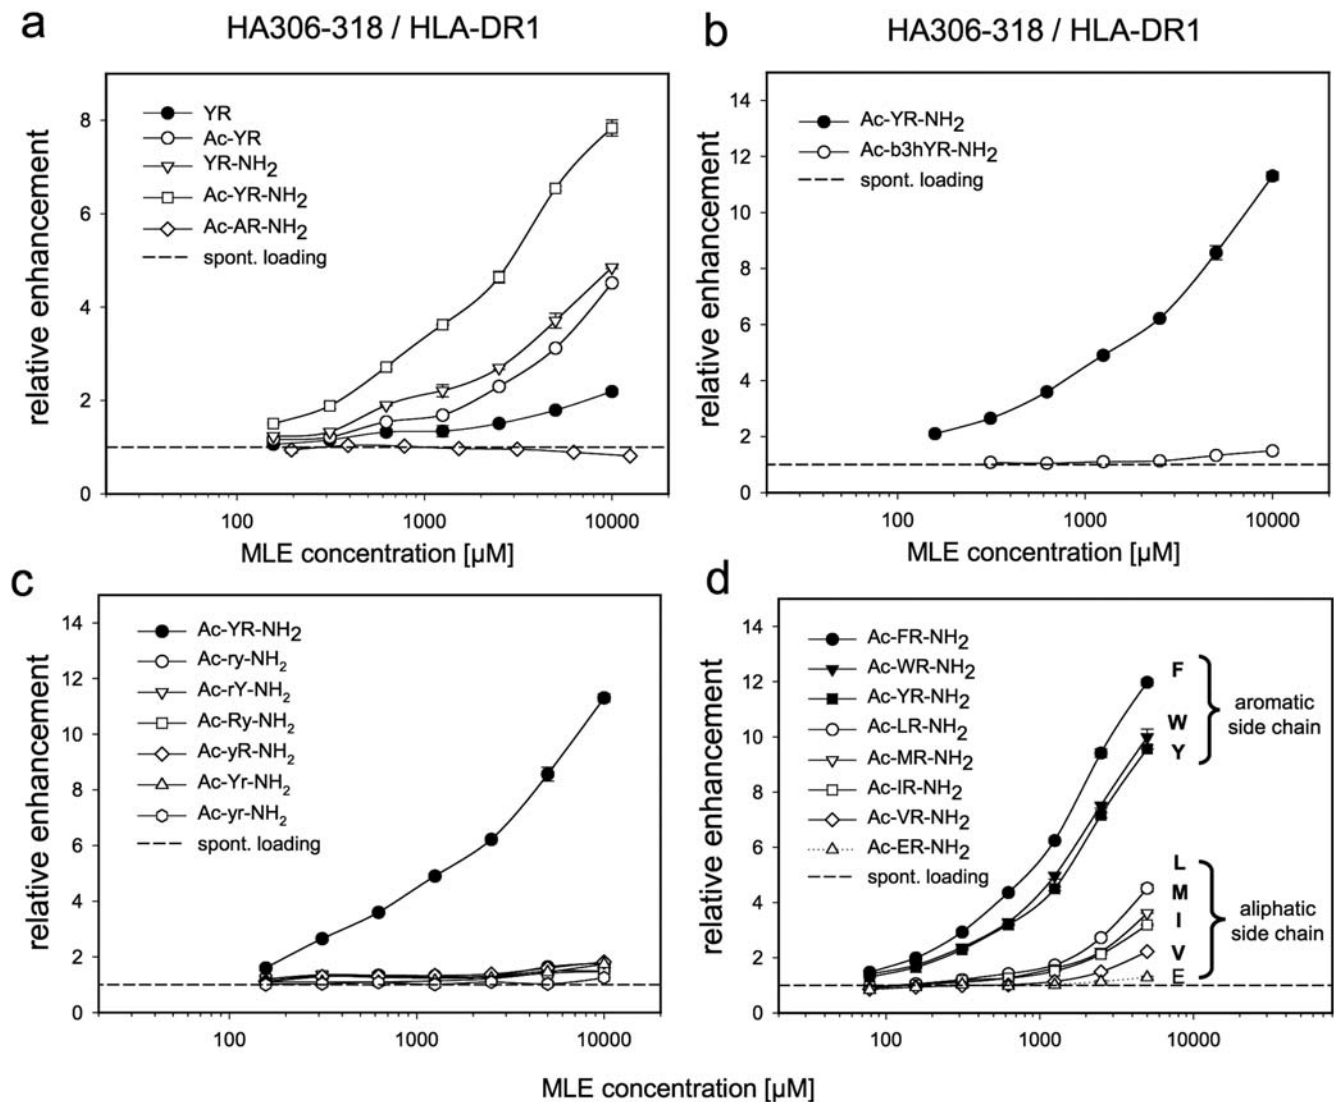 a
HA306-318 / HLA-DR1
relative enhancement
8
6
4
2
0
YR
Ac-YR
YR-NH2
Ac-YR-NH2
Ac-AR-NH2
spont. loading
100 1000 10000
MLE concentration [µM]
b
HA306-318 / HLA-DR1
relative enhancement
14
12
10
8
6
4
2
0
Ac-YR-NH2
Ac-b3hYR-NH2
spont. loading
100 1000 10000
MLE concentration [µM]
c
relative enhancement
14
12
10
8
6
4
2
0
Ac-YR-NH2
Ac-ry-NH2
Ac-rY-NH2
Ac-Ry-NH2
Ac-yR-NH2
Ac-Yr-NH2
Ac-yr-NH2
spont. loading
100 1000 10000
d
relative enhancement
14
12
10
8
6
4
2
0
Ac-FR-NH2
Ac-WR-NH2
Ac-YR-NH2
Ac-LR-NH2
Ac-MR-NH2
Ac-IR-NH2
Ac-VR-NH2
Ac-ER-NH2
spont. loading
F
W
Y
aromatic
side chain
L
M
I
V
E
aliphatic
side chain
100 1000 10000
MLE concentration [µM]